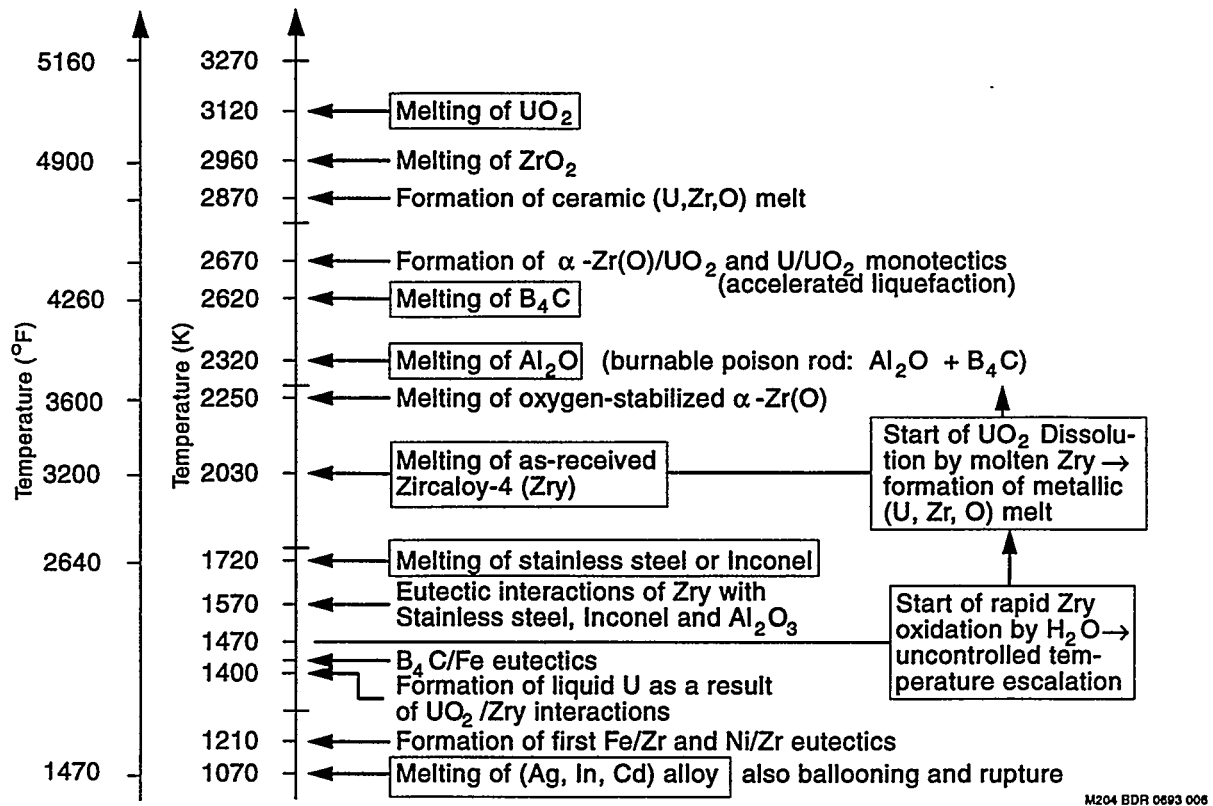 5160
4900
4260
3600
3200
2640
1470
Temperature (°F)
Temperature (K)
3270
3120 Melting of UO₂
2960 Melting of ZrO₂
2870 Formation of ceramic (U,Zr,O) melt
2670 Formation of α -Zr(O)/UO₂ and U/UO₂ monotectics
(accelerated liquefaction)
2620 Melting of B₄C
2320 Melting of Al₂O (burnable poison rod: Al₂O + B₄C)
2250 Melting of oxygen-stabilized α -Zr(O)
2030 Melting of as-received
Zircaloy-4 (Zry)
Start of UO₂ Dissolu-
tion by molten Zry →
formation of metallic
(U, Zr, O) melt
1720 Melting of stainless steel or Inconel
1570 Eutectic interactions of Zry with
Stainless steel, Inconel and Al₂O₃
1470
Start of rapid Zry
oxidation by H₂O→
uncontrolled tem-
perature escalation
B₄C/Fe eutectics
1400 Formation of liquid U as a result
of UO₂ /Zry interactions
1210 Formation of first Fe/Zr and Ni/Zr eutectics
1070 Melting of (Ag, In, Cd) alloy also ballooning and rupture
M204 BDR 0693 006